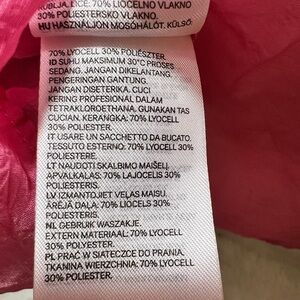 RUBLJA. LICE: 70% LIOCELNO VLAKNO
30% POLIESTERSKO VLAKNO.
HU HASZNÁLJON MOSÓHÁLÓT. KÜLSŐ:
70% LYOCELL 30% POLIÉSZTER.
ID SUHU MAKSIMUM 30°C PROSES
SEDANG. JANGAN DIKELANTANG.
PENGERINGAN GANTUNG.
JANGAN DISETERIKA. CUCI
KERING PROFESIONAL DALAM
TETRAKLOROETHANA. GUNAKAN TAS
CUCIAN. KERANGKA: 70% LYOCELL
30% POLIESTER.
IT USARE UN SACCHETTO DA BUCATO.
TESSUTO ESTERNO: 70% LYOCELL 30%
POLIESTERE.
LT NAUDOTI SKALBIMO MAIŠELĮ.
APVALKALAS: 70% LAJOCELIS 30%
POLIESTERIS.
LV IZMANTOJIET VEĻAS MAISU.
ĀRĒJĀ DAĻA: 70% LIOCELS 30%
POLIESTERIS.
NL GEBRUIK WASZAKJE.
EXTERN MATERIAAL: 70% LYOCELL
30% POLYESTER.
PL PRAĆ W SIATECZCE DO PRANIA.
TKANINA WIERZCHNIA: 70% LYOCELL
30% POLIESTER.